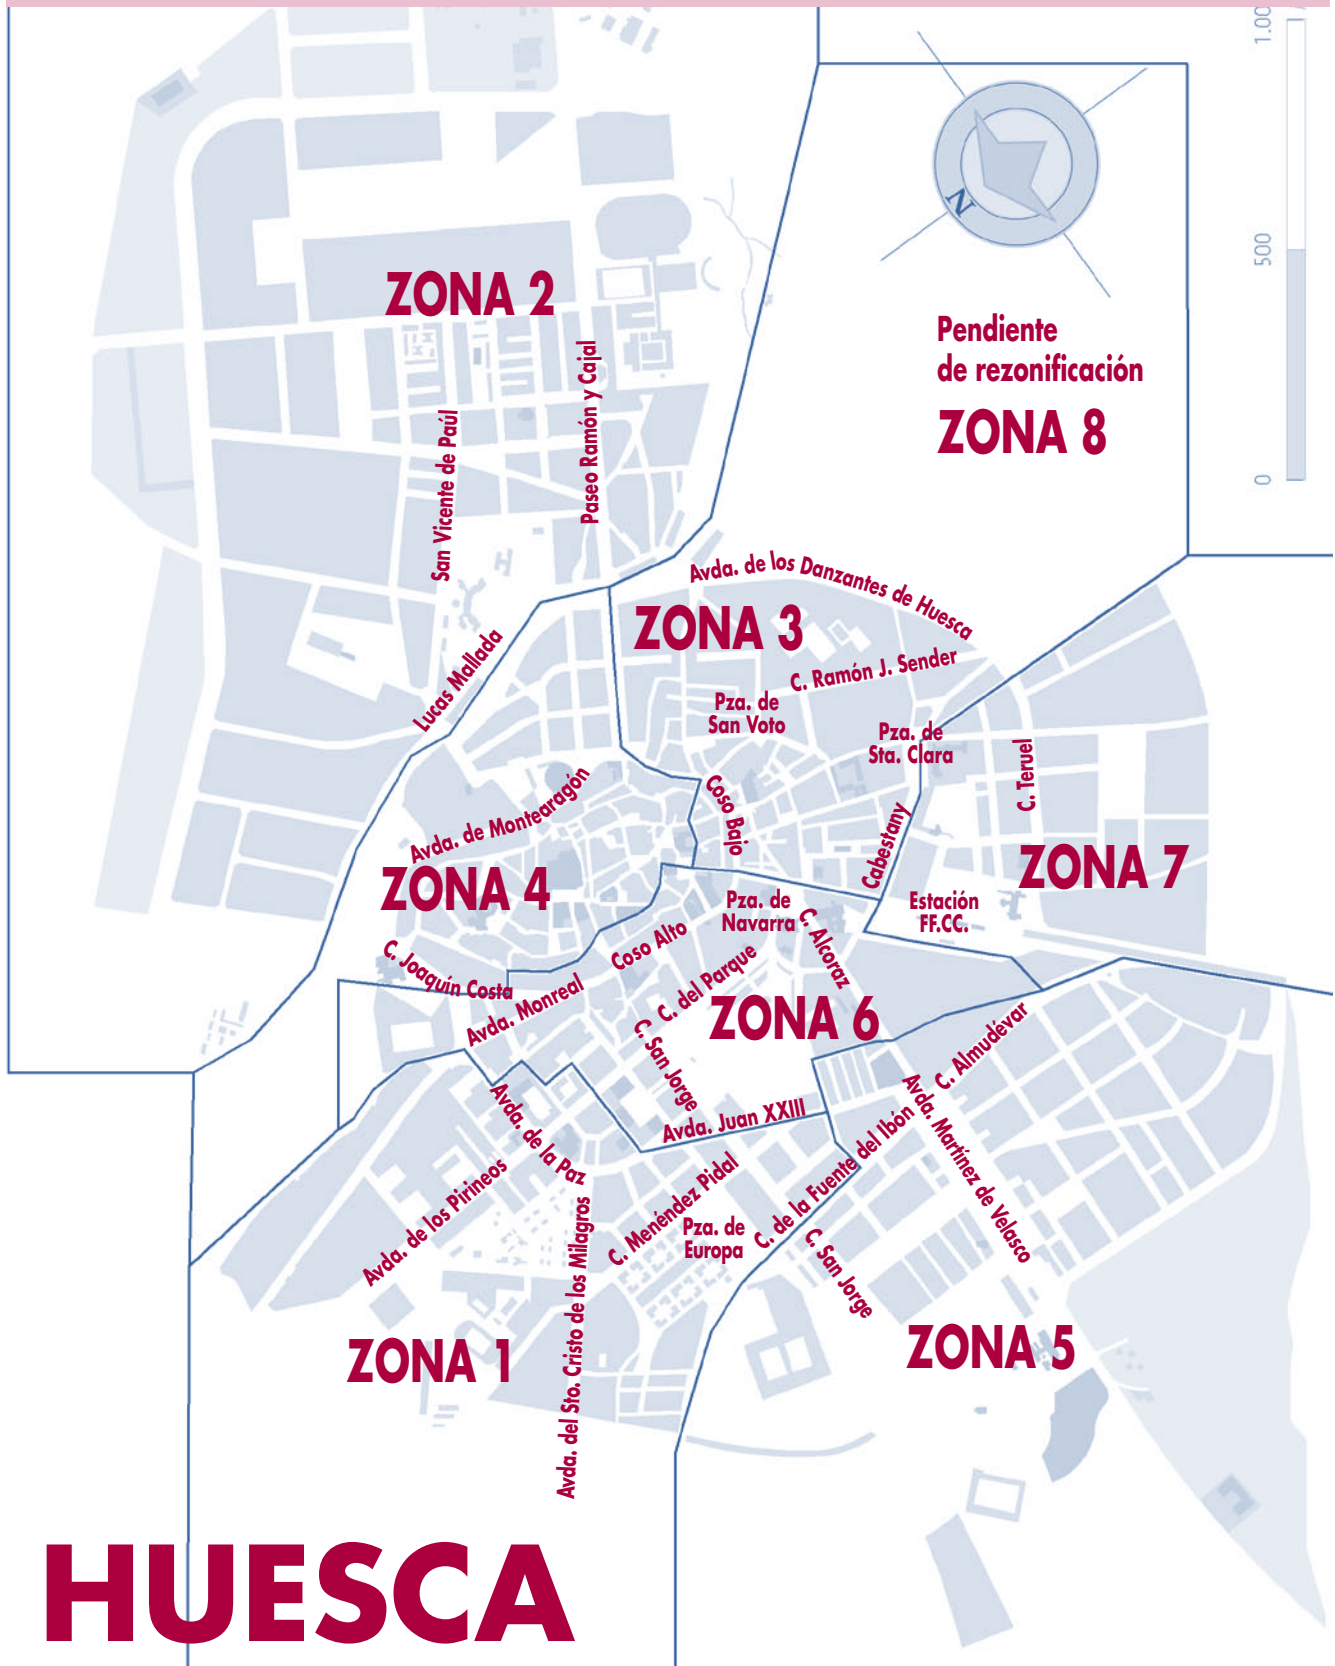 1.00
N
500
0
ZONA 2
Pendiente
de rezonificación
ZONA 8
San Vicente de Paúl
Paseo Ramón y Cajal
Lucas Mallada
Avda. de los Danzantes de Huesca
ZONA 3
C. Ramón J. Sender
Pza. de
San Voto
Pza. de
Sta. Clara
C. Teruel
Coso Bajo
Cabestany
ZONA 7
Estación
FF.CC.
Avda. de Montearagón
ZONA 4
C. Joaquín Costa
Pza. de
Navarra
Coso Alto
C. Alcoraz
Avda. Monreal
C. del Parque
ZONA 6
C. San Jorge
Avda. Juan XXIII
C. Almudévar
Avda. Martínez de Velasco
Avda. de la Paz
Avda. de los Pirineos
C. Menéndez Pidal
Pza. de
Europa
C. de la Fuente del Ibón
C. San Jorge
Avda. del Sto. Cristo de los Milagros
ZONA 1
ZONA 5
HUESCA